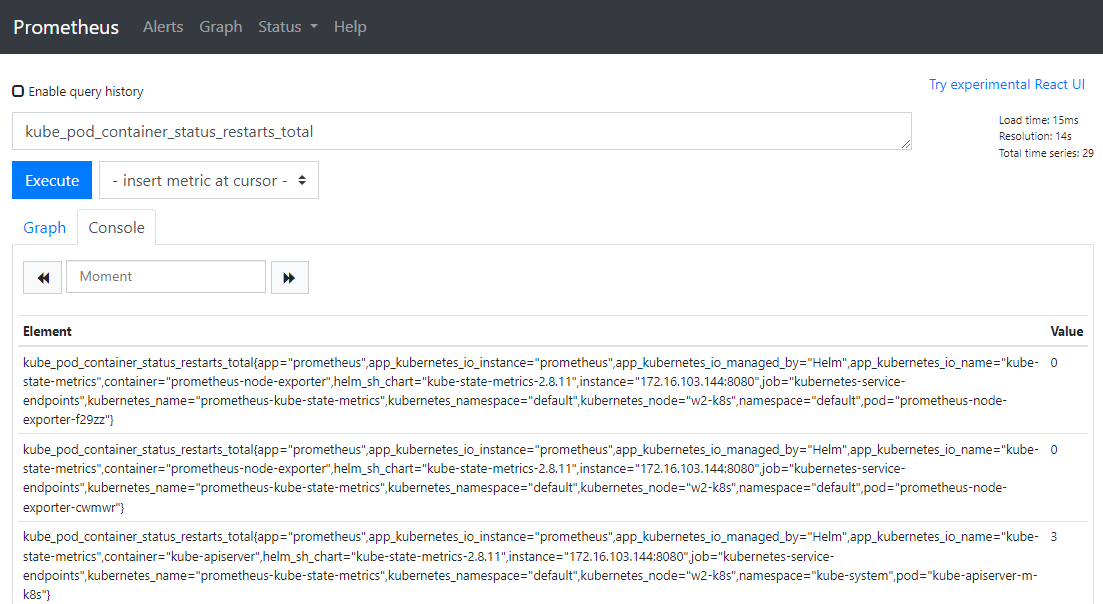 Prometheus Alerts Graph Status Help
Enable query history
Try experimental React UI
kube_pod_container_status_restarts_total
Load time: 15ms
Resolution: 14s
Total time series: 29
Execute - insert metric at cursor -
Graph Console
Moment
Element Value
kube_pod_container_status_restarts_total{app="prometheus",app_kubernetes_io_instance="prometheus",app_kubernetes_io_managed_by="Helm",app_kubernetes_io_name="kube- 0
state-metrics",container="prometheus-node-exporter",helm_sh_chart="kube-state-metrics-2.8.11",instance="172.16.103.144:8080",job="kubernetes-service-
endpoints",kubernetes_name="prometheus-kube-state-metrics",kubernetes_namespace="default",kubernetes_node="w2-k8s",namespace="default",pod="prometheus-node-
exporter-f29zz"}
kube_pod_container_status_restarts_total{app="prometheus",app_kubernetes_io_instance="prometheus",app_kubernetes_io_managed_by="Helm",app_kubernetes_io_name="kube- 0
state-metrics",container="prometheus-node-exporter",helm_sh_chart="kube-state-metrics-2.8.11",instance="172.16.103.144:8080",job="kubernetes-service-
endpoints",kubernetes_name="prometheus-kube-state-metrics",kubernetes_namespace="default",kubernetes_node="w2-k8s",namespace="default",pod="prometheus-node-
exporter-cwmwr"}
kube_pod_container_status_restarts_total{app="prometheus",app_kubernetes_io_instance="prometheus",app_kubernetes_io_managed_by="Helm",app_kubernetes_io_name="kube- 3
state-metrics",container="kube-apiserver",helm_sh_chart="kube-state-metrics-2.8.11",instance="172.16.103.144:8080",job="kubernetes-service-
endpoints",kubernetes_name="prometheus-kube-state-metrics",kubernetes_namespace="default",kubernetes_node="w2-k8s",namespace="kube-system",pod="kube-apiserver-m-
k8s"}